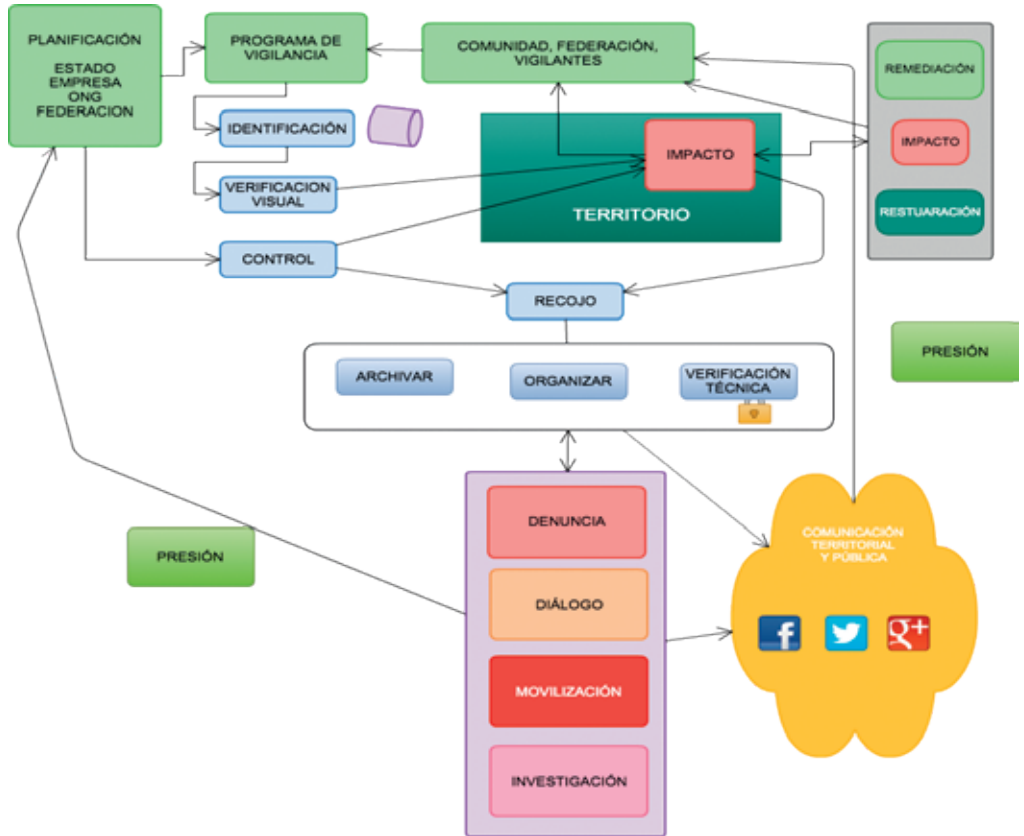 PLANIFICACIÓN
ESTADO
EMPRESA
ONG
FEDERACION
PROGRAMA DE
VIGILANCIA
COMUNIDAD, FEDERACIÓN,
VIGILANTES
REMEDIACIÓN
IMPACTO
RESTUARACIÓN
IDENTIFICACIÓN
VERIFICACION
VISUAL
CONTROL
IMPACTO
TERRITORIO
RECOJO
ARCHIVAR
ORGANIZAR
VERIFICACIÓN
TÉCNICA
PRESIÓN
PRESIÓN
DENUNCIA
DIÁLOGO
MOVILIZACIÓN
INVESTIGACIÓN
COMUNICACIÓN
TERRITORIAL
Y PÚBLICA
f
g+